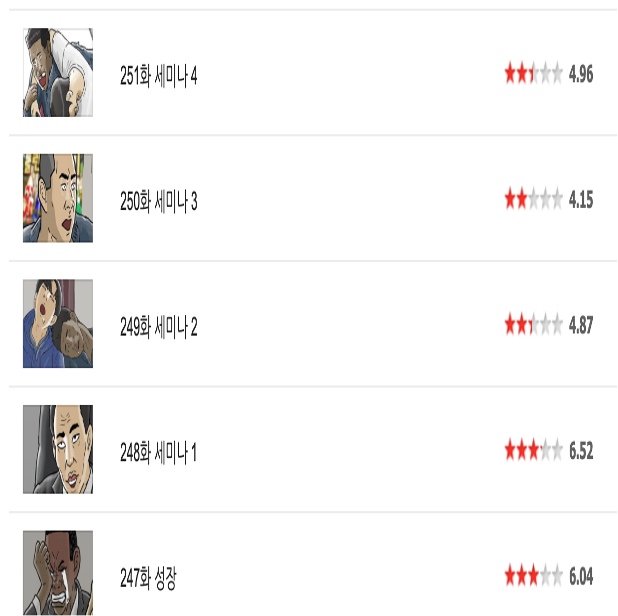 251화 세미나 4 4.96
250화 세미나 3 4.15
249화 세미나 2 4.87
248화 세미나 1 6.52
247화 성장 6.04